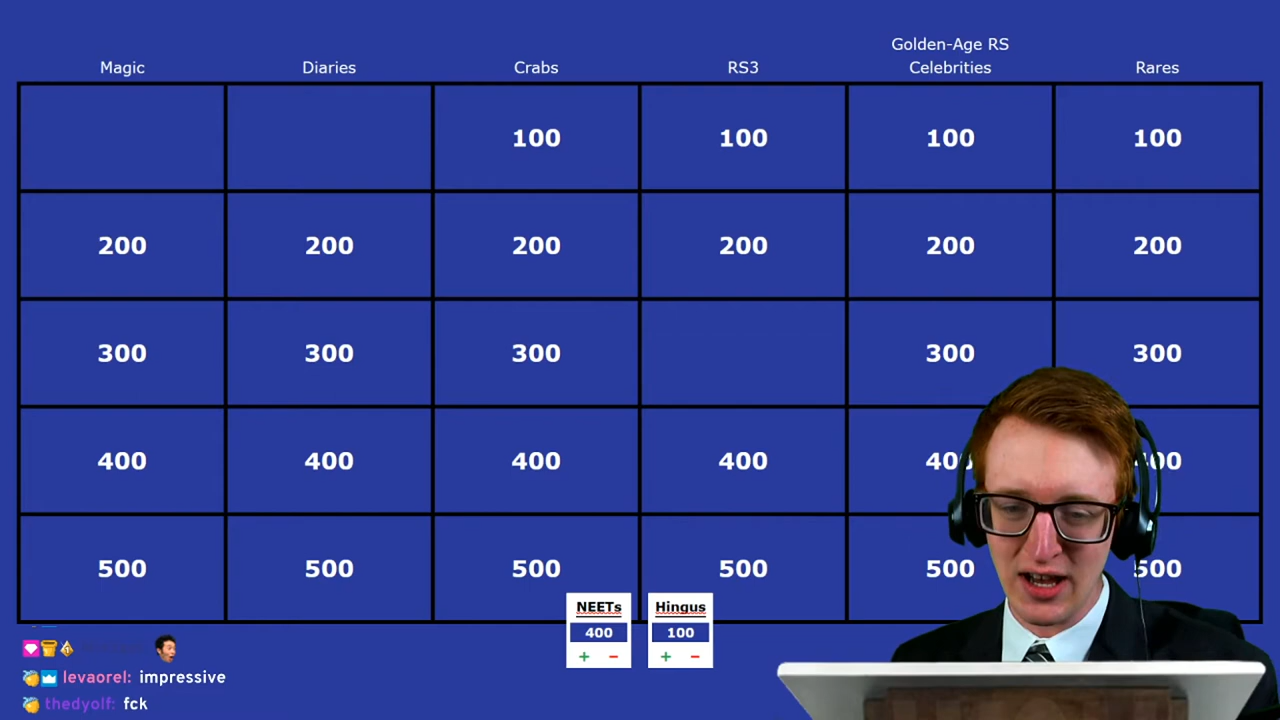 Golden-Age RS
Magic Diaries Crabs RS3 Celebrities Rares
100 100 100 100
200 200 200 200 200 200
300 300 300 300 300
400 400 400 400
500 500 500 500 500 500
NEETs Hingus
400 100
+ − + −
levaorel: impressive
thedyolf: fck